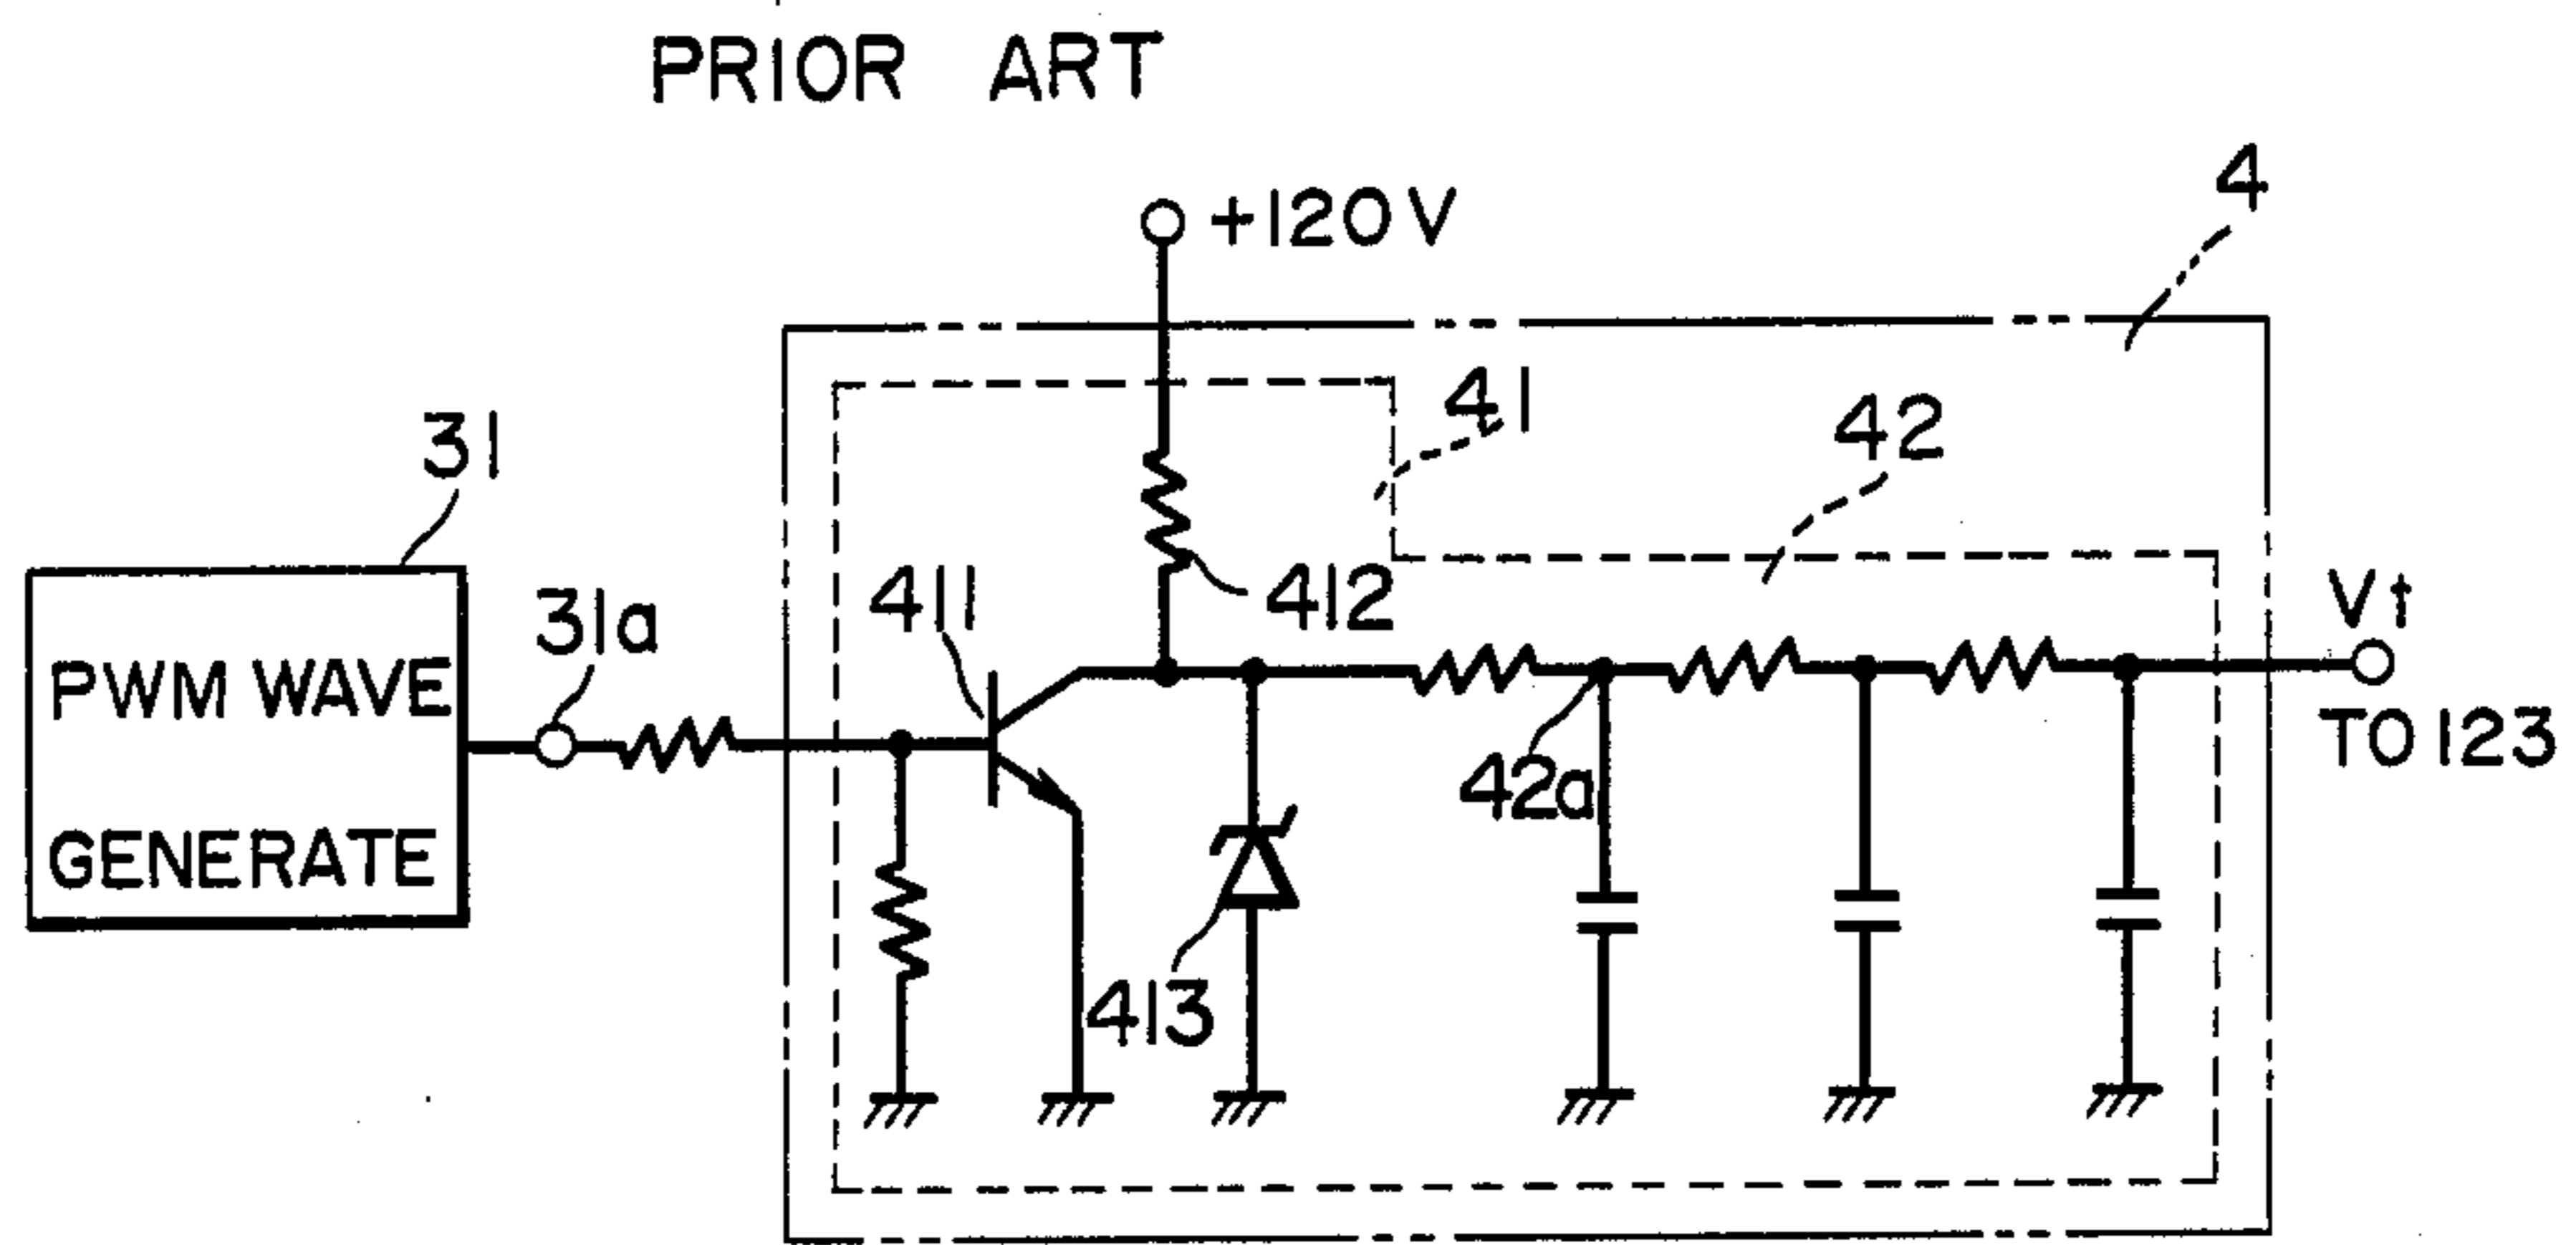 PRIOR ART
+120V
4
41
42
31
31a
411
412
Vt
PWM WAVE
GENERATE
42a
TO 123
413